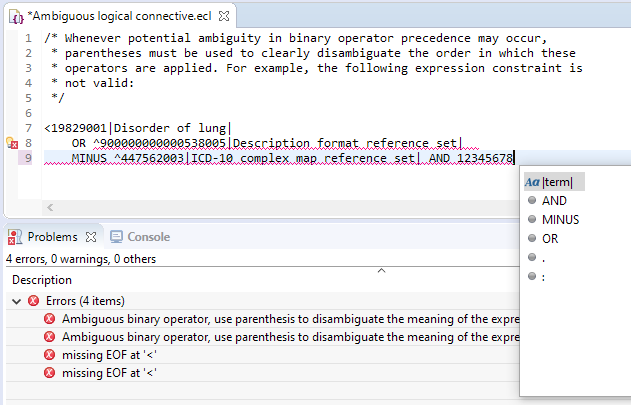 *Ambiguous logical connective.ecl
1 /* Whenever potential ambiguity in binary operator precedence may occur,
2 * parentheses must be used to clearly disambiguate the order in which these
3 * operators are applied. For example, the following expression constraint is
4 * not valid:
5 */
6
7 <19829001|Disorder of lung|
8 OR ^900000000000538005|Description format reference set|
9 MINUS ^447562003|ICD-10 complex map reference set| AND 12345678
Aa |term|
AND
MINUS
OR
.
:
Problems Console
4 errors, 0 warnings, 0 others
Description
Errors (4 items)
Ambiguous binary operator, use parenthesis to disambiguate the meaning of the expre
Ambiguous binary operator, use parenthesis to disambiguate the meaning of the expre
missing EOF at '<'
missing EOF at '<'